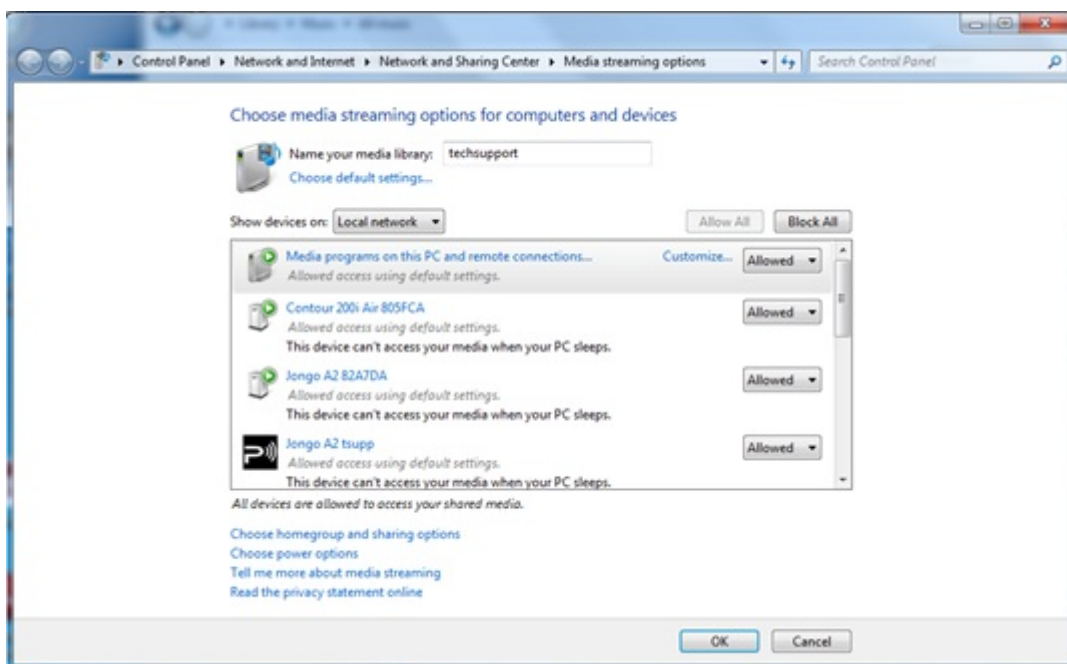 Control Panel ▸ Network and Internet ▸ Network and Sharing Center ▸ Media streaming options
Search Control Panel
Choose media streaming options for computers and devices
Name your media library: techsupport
Choose default settings...
Show devices on: Local network
Allow All
Block All
Media programs on this PC and remote connections...
Customize...
Allowed
Allowed access using default settings.
Contour 200i Air 805FCA
Allowed
Allowed access using default settings.
This device can't access your media when your PC sleeps.
Jongo A2 82A7DA
Allowed
Allowed access using default settings.
This device can't access your media when your PC sleeps.
Jongo A2 tsupp
Allowed
Allowed access using default settings.
This device can't access your media when your PC sleeps.
All devices are allowed to access your shared media.
Choose homegroup and sharing options
Choose power options
Tell me more about media streaming
Read the privacy statement online
OK
Cancel